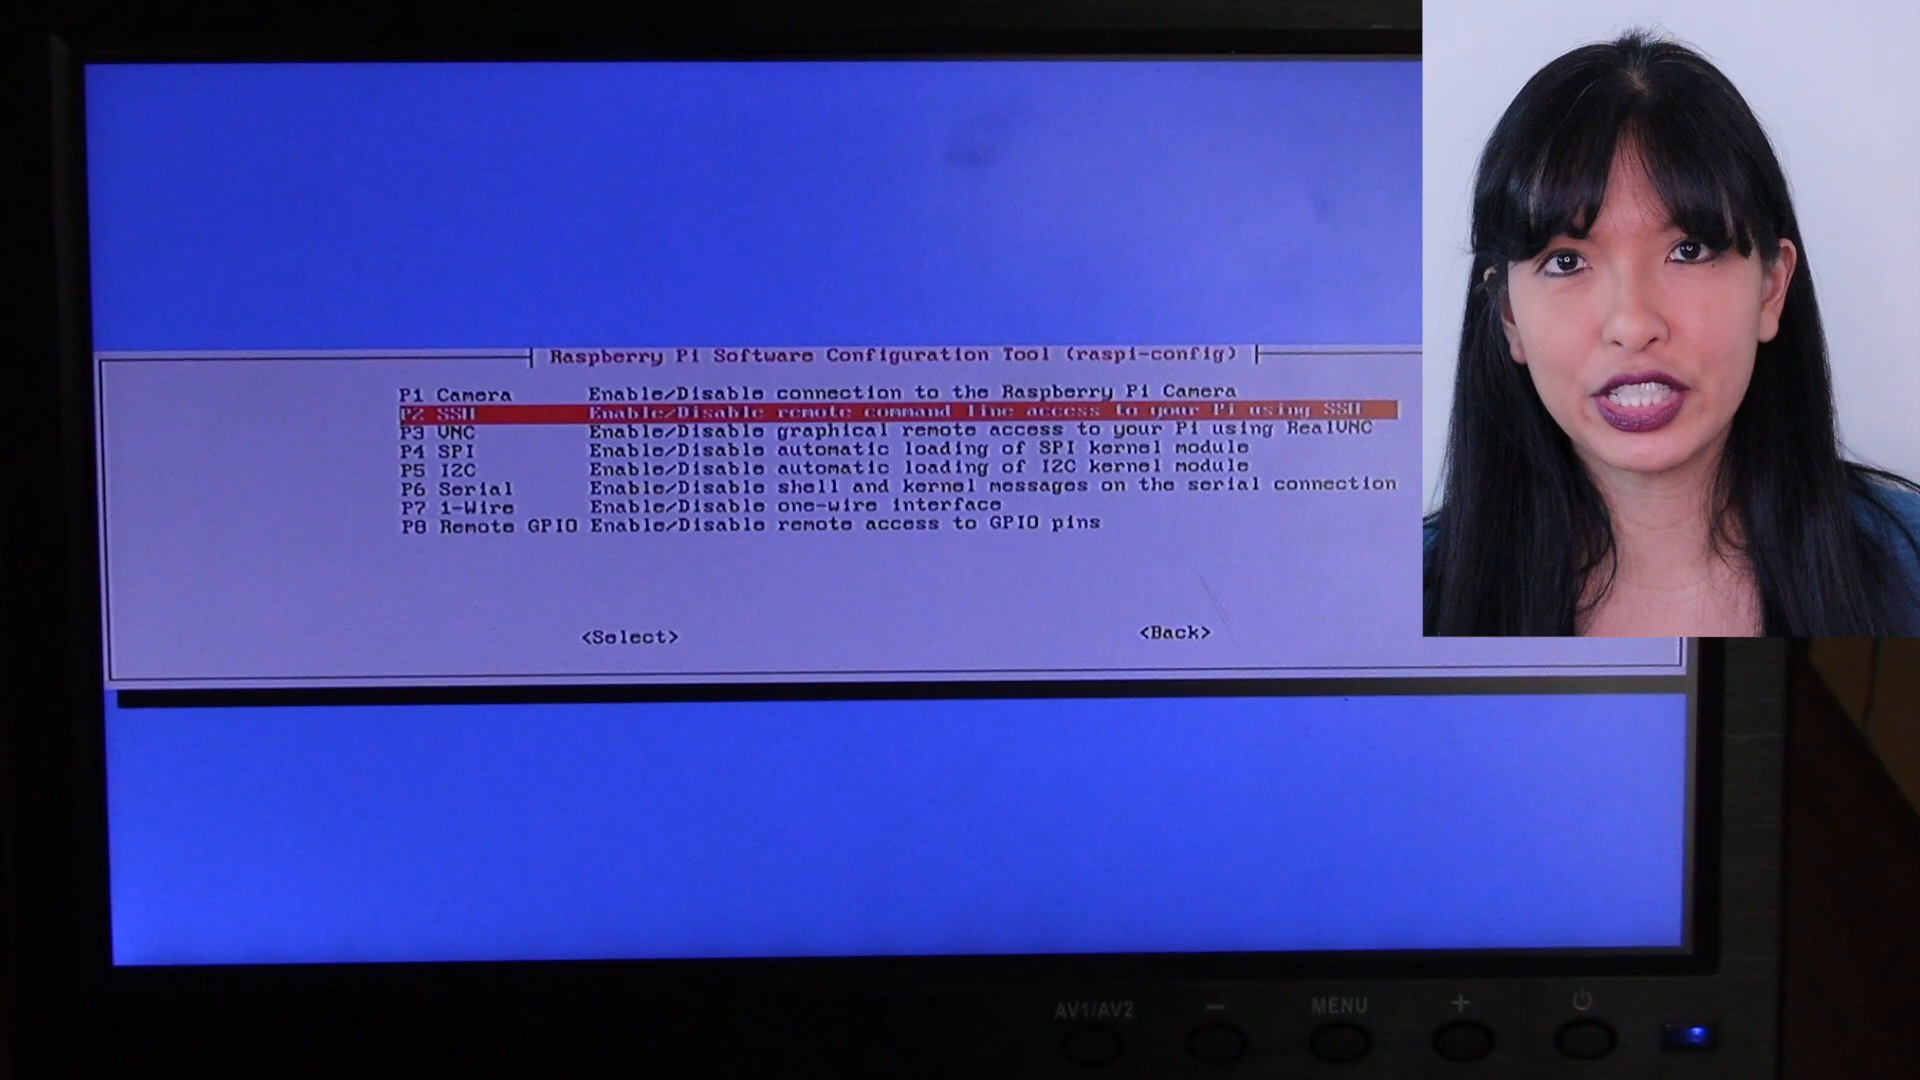 Raspberry Pi Software Configuration Tool (raspi-config)
P1 Camera Enable/Disable connection to the Raspberry Pi Camera
P2 SSH Enable/Disable remote command line access to your Pi using SSH
P3 VNC Enable/Disable graphical remote access to your Pi using RealVNC
P4 SPI Enable/Disable automatic loading of SPI kernel module
P5 I2C Enable/Disable automatic loading of I2C kernel module
P6 Serial Enable/Disable shell and kernel messages on the serial connection
P7 1-Wire Enable/Disable one-wire interface
P8 Remote GPIO Enable/Disable remote access to GPIO pins
<Select> <Back>
AV1/AV2 − MENU +